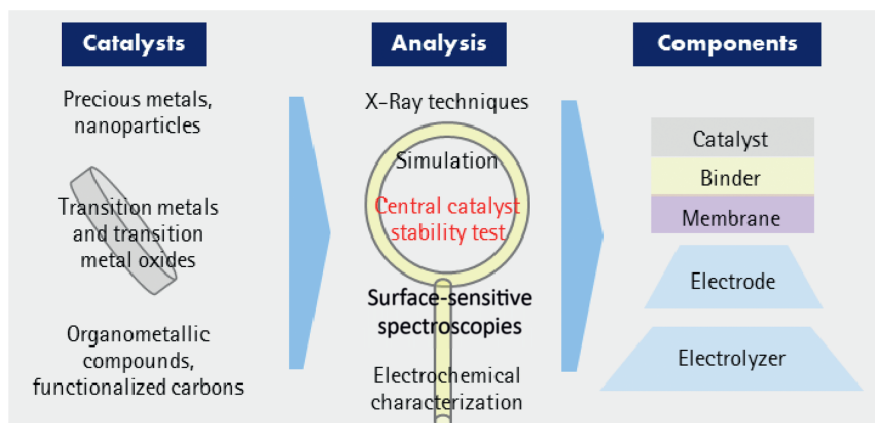 Catalysts
Precious metals,
nanoparticles
Transition metals
and transition
metal oxides
Organometallic
compounds,
functionalized carbons
Analysis
X-Ray techniques
Simulation
Central catalyst
stability test
Surface-sensitive
spectroscopies
Electrochemical
characterization
Components
Catalyst
Binder
Membrane
Electrode
Electrolyzer